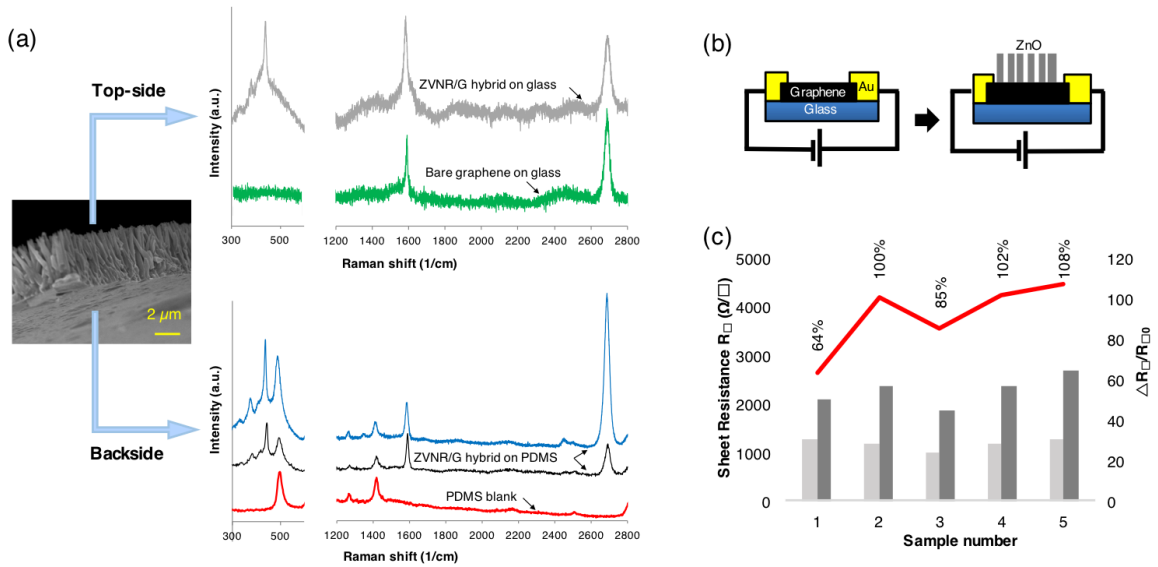 (a)
Top-side
2 µm
Backside
Intensity (a.u.)
ZVNR/G hybrid on glass
Bare graphene on glass
300 500 1200 1400 1600 1800 2000 2200 2400 2600 2800
Raman shift (1/cm)
Intensity (a.u.)
ZVNR/G hybrid on PDMS
PDMS blank
300 500 1200 1400 1600 1800 2000 2200 2400 2600 2800
Raman shift (1/cm)
(b)
Graphene
Au
Glass
ZnO
(c)
Sheet Resistance R□ (Ω/□)
5000
4000
3000
2000
1000
0
64%
100%
85%
102%
108%
120
100
80
60
40
20
0
△R□/R□0
1 2 3 4 5
Sample number